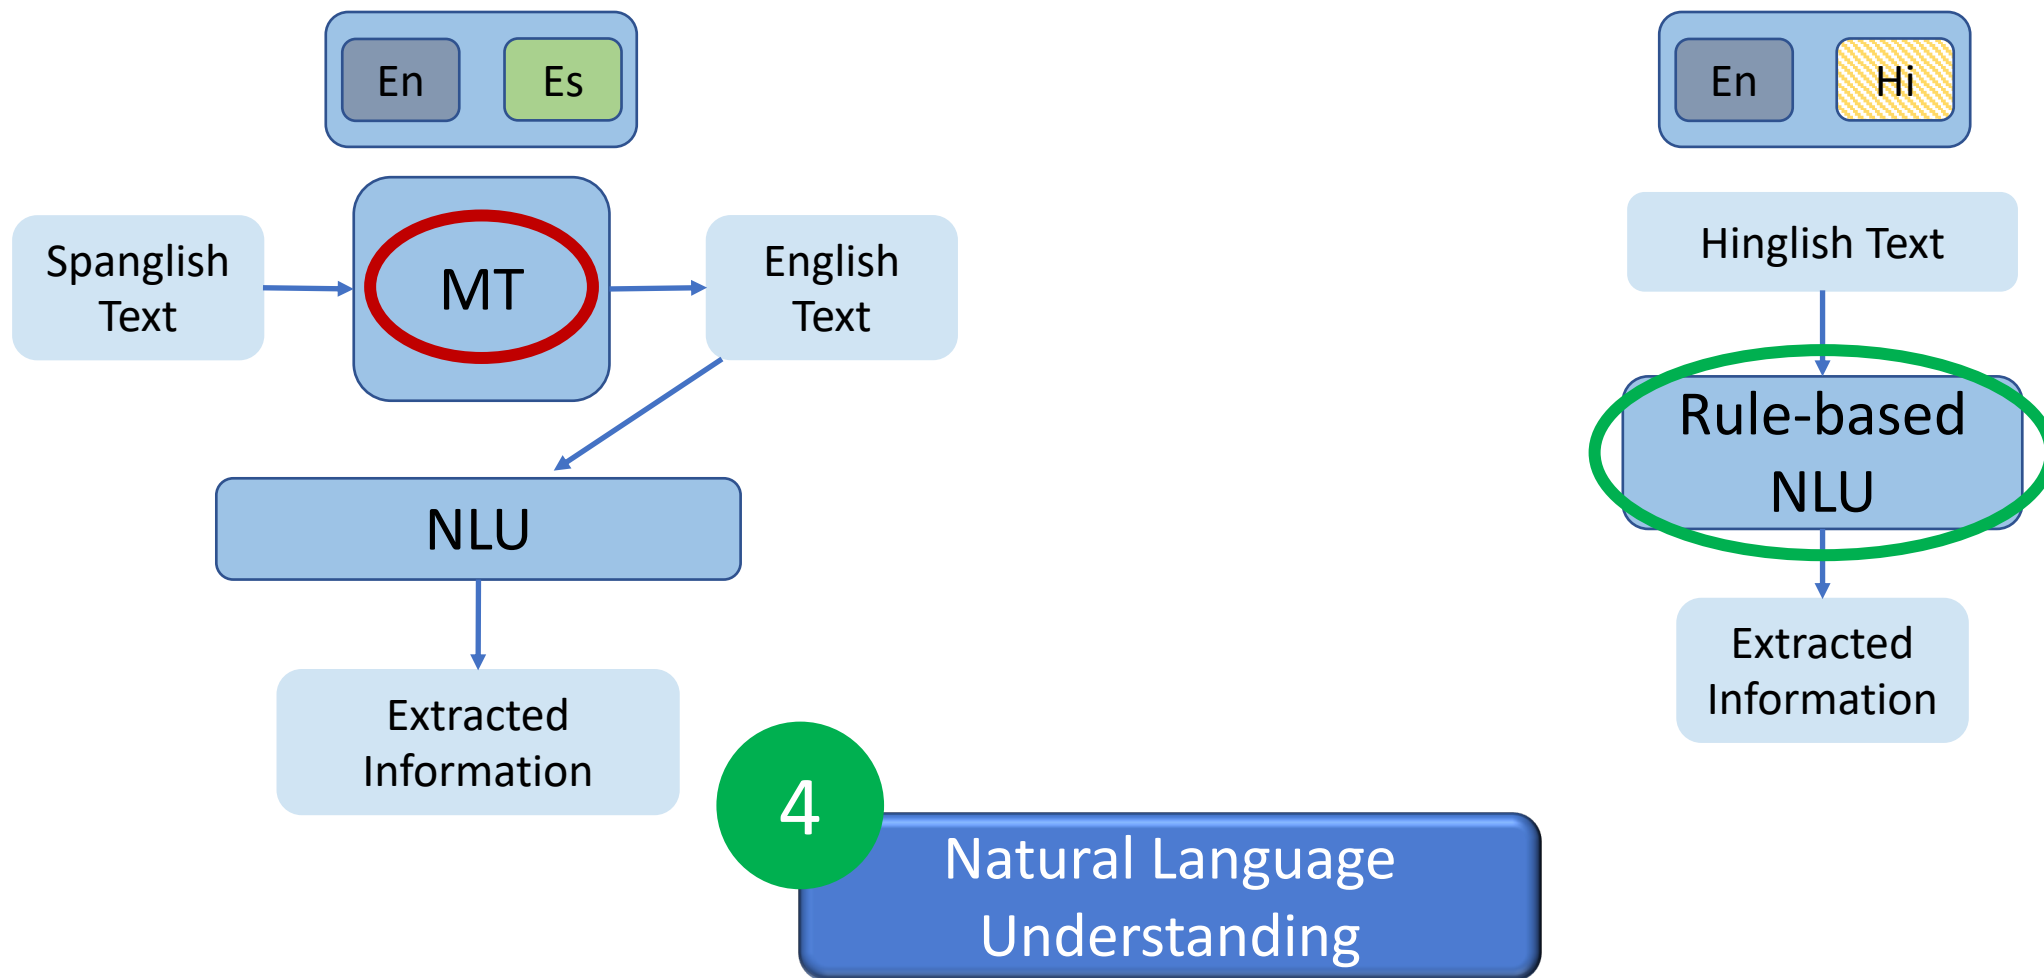 En
Es
Spanglish
Text
MT
English
Text
NLU
Extracted
Information
En
Hi
Hinglish Text
Rule-based
NLU
Extracted
Information
4
Natural Language
Understanding